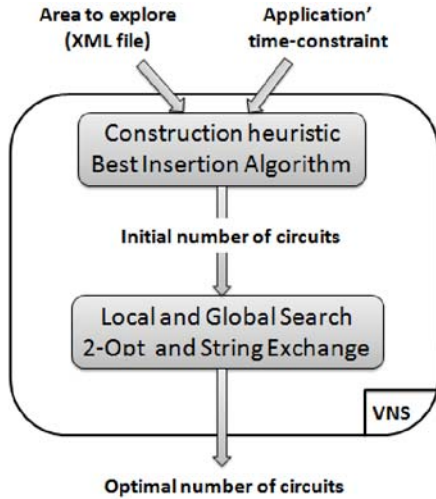 Area to explore
(XML file)
Application'
time-constraint
Construction heuristic
Best Insertion Algorithm
Initial number of circuits
Local and Global Search
2-Opt and String Exchange
VNS
Optimal number of circuits